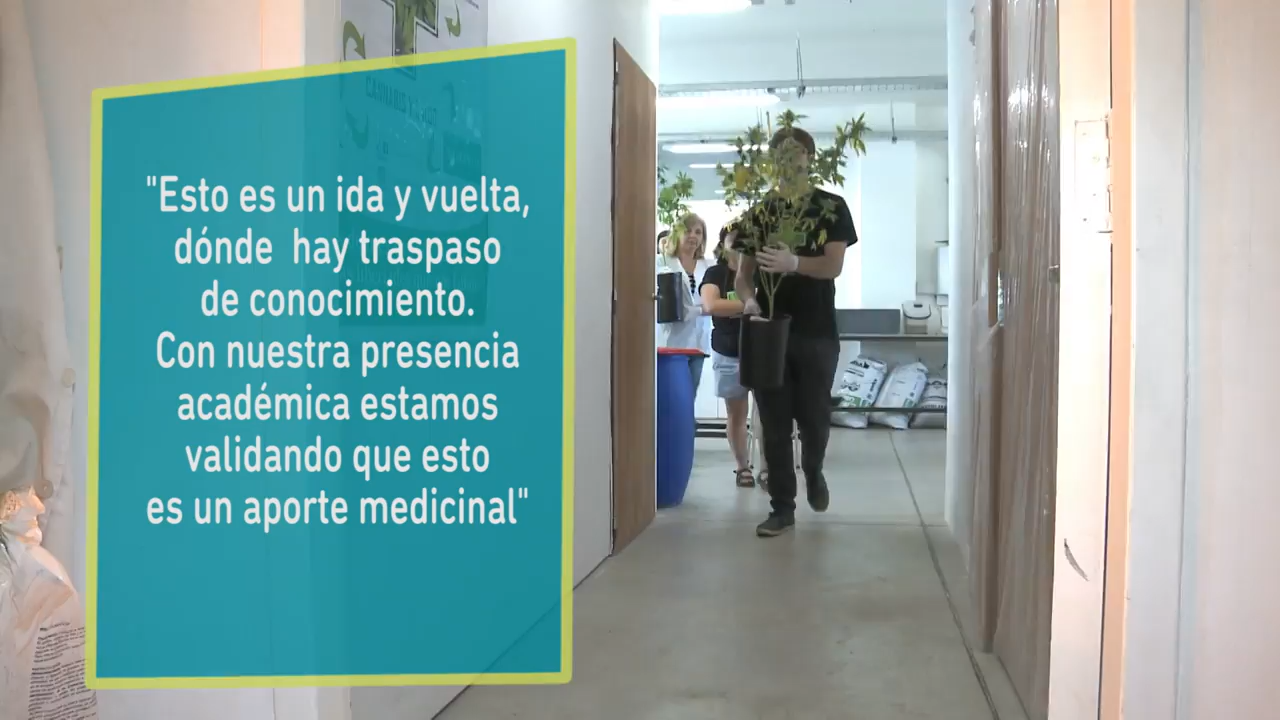 CANNABIS
"Esto es un ida y vuelta,
dónde hay traspaso
de conocimiento.
Con nuestra presencia
académica estamos
validando que esto
es un aporte medicinal"